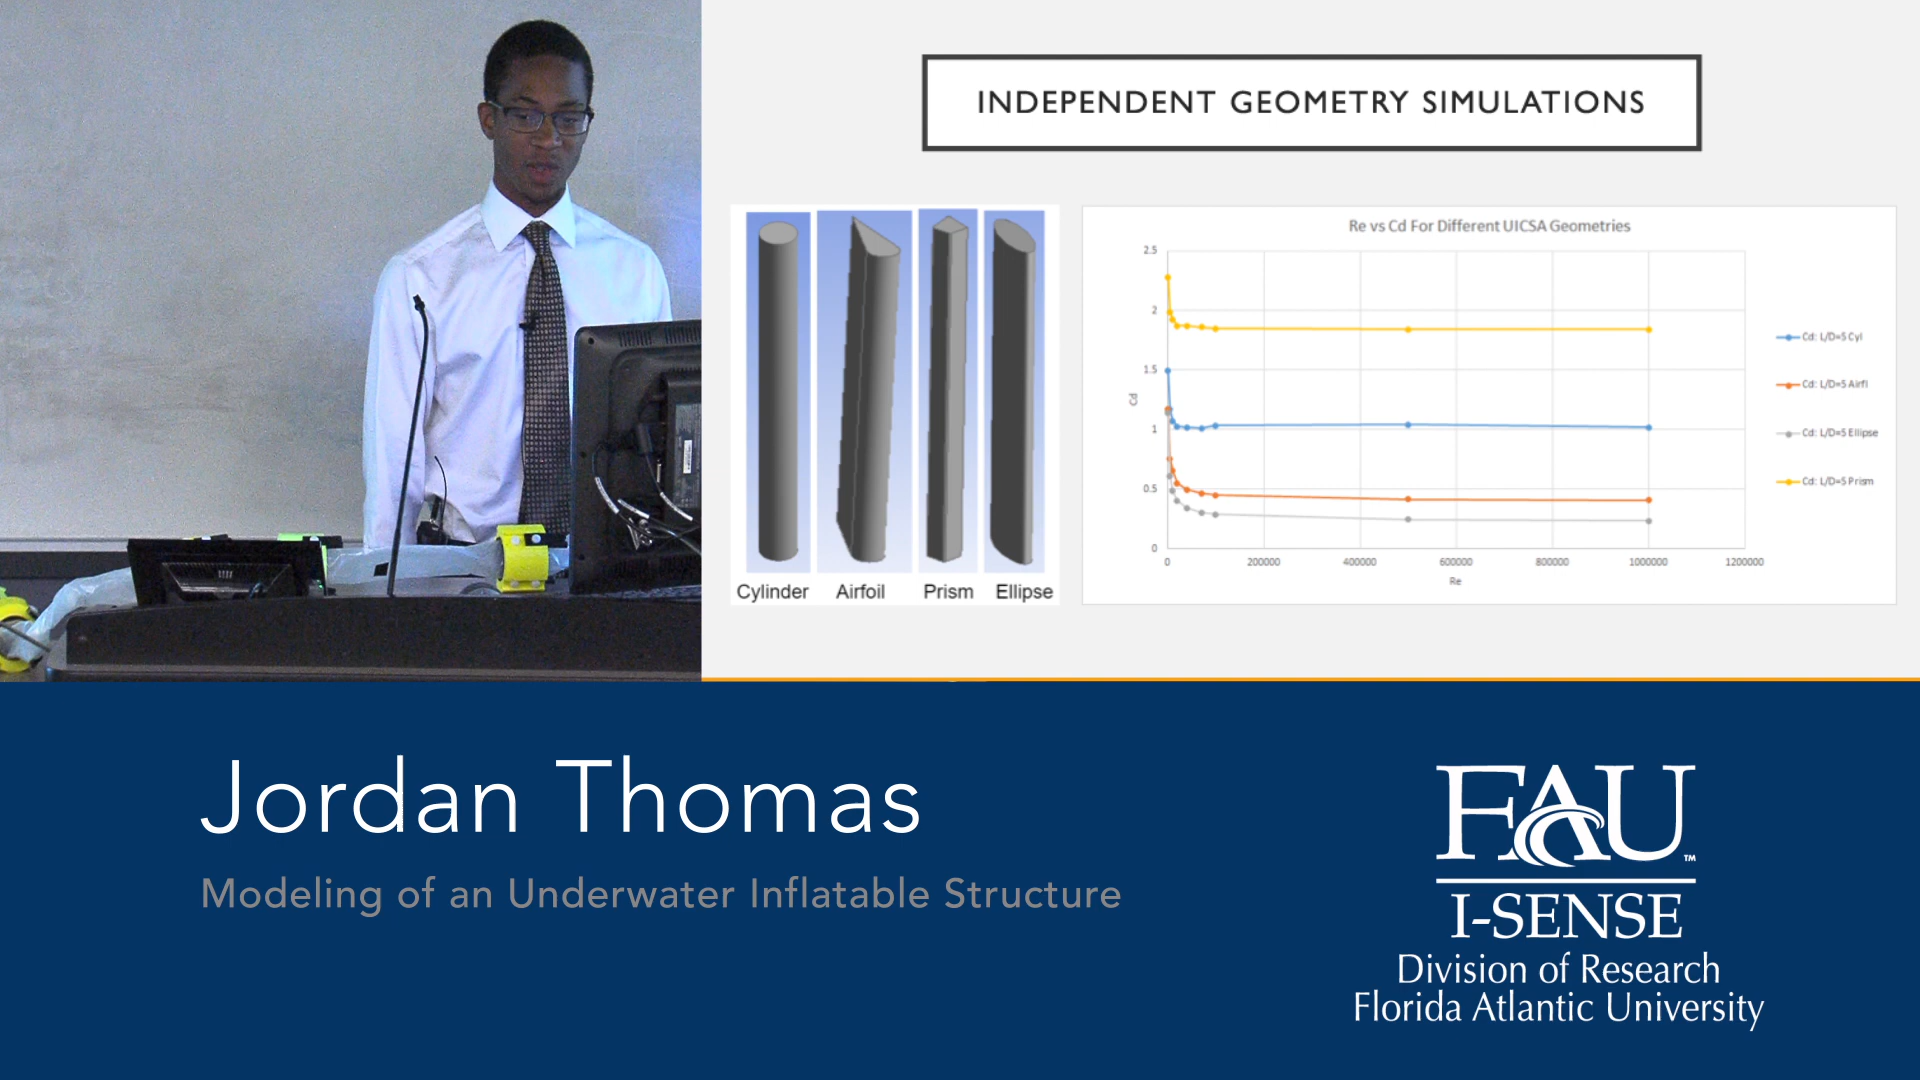 INDEPENDENT GEOMETRY SIMULATIONS
Cylinder
Airfoil
Prism
Ellipse
Re vs Cd For Different UICSA Geometries
2.5
2
1.5
1
0.5
0
Cd
0
200000
400000
600000
800000
1000000
1200000
Re
Cd: L/D=5 Cyl
Cd: L/D=5 Airfl
Cd: L/D=5 Ellipse
Cd: L/D=5 Prism
Jordan Thomas
Modeling of an Underwater Inflatable Structure
FAU™
I-SENSE
Division of Research
Florida Atlantic University